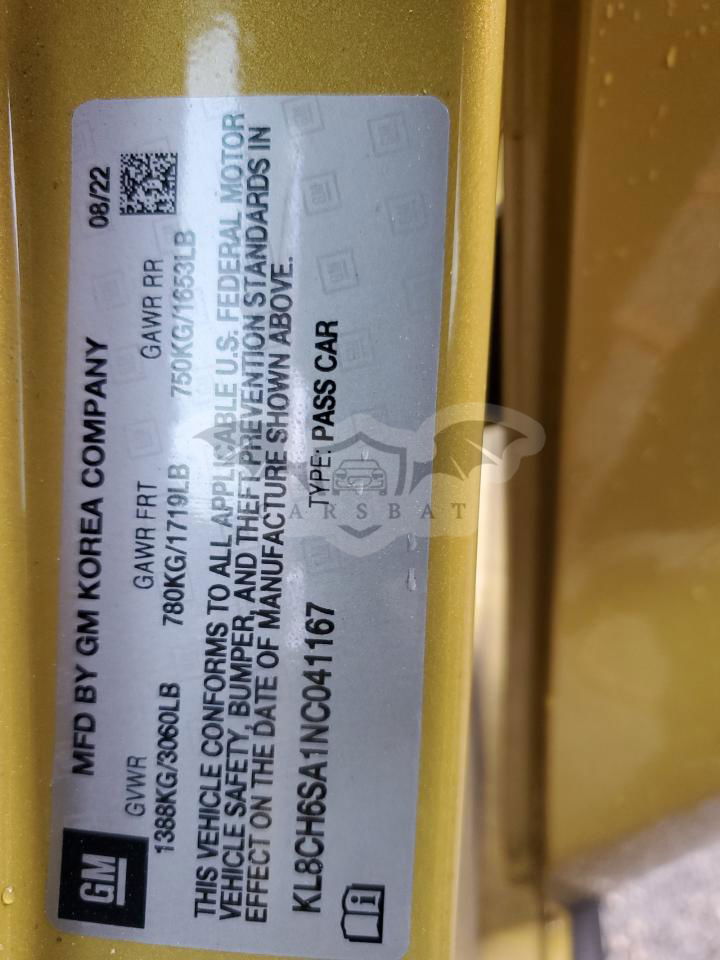 GM
MFD BY GM KOREA COMPANY 08/22
GVWR GAWR FRT GAWR RR
1388KG/3060LB 780KG/1719LB 750KG/1653LB
THIS VEHICLE CONFORMS TO ALL APPLICABLE U.S. FEDERAL MOTOR
VEHICLE SAFETY, BUMPER, AND THEFT PREVENTION STANDARDS IN
EFFECT ON THE DATE OF MANUFACTURE SHOWN ABOVE.
KL8CH6SA1NC041167 TYPE: PASS CAR
ARSBAT